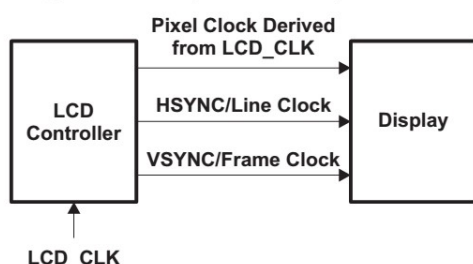 Pixel Clock Derived
from LCD_CLK
LCD
Controller
HSYNC/Line Clock
Display
VSYNC/Frame Clock
LCD_CLK